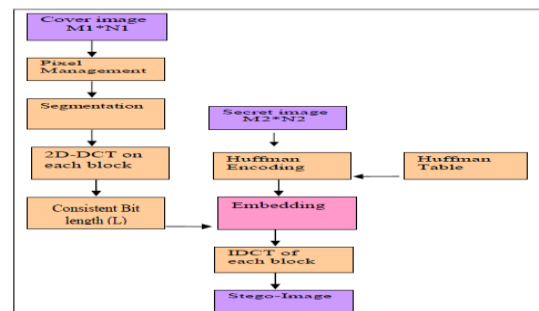 Cover image
M1*N1
Pixel
Management
Segmentation
Secret image
M2*N2
2D-DCT on
each block
Huffman
Encoding
Huffman
Table
Consistent Bit
length (L)
Embedding
IDCT of
each block
Stego-Image